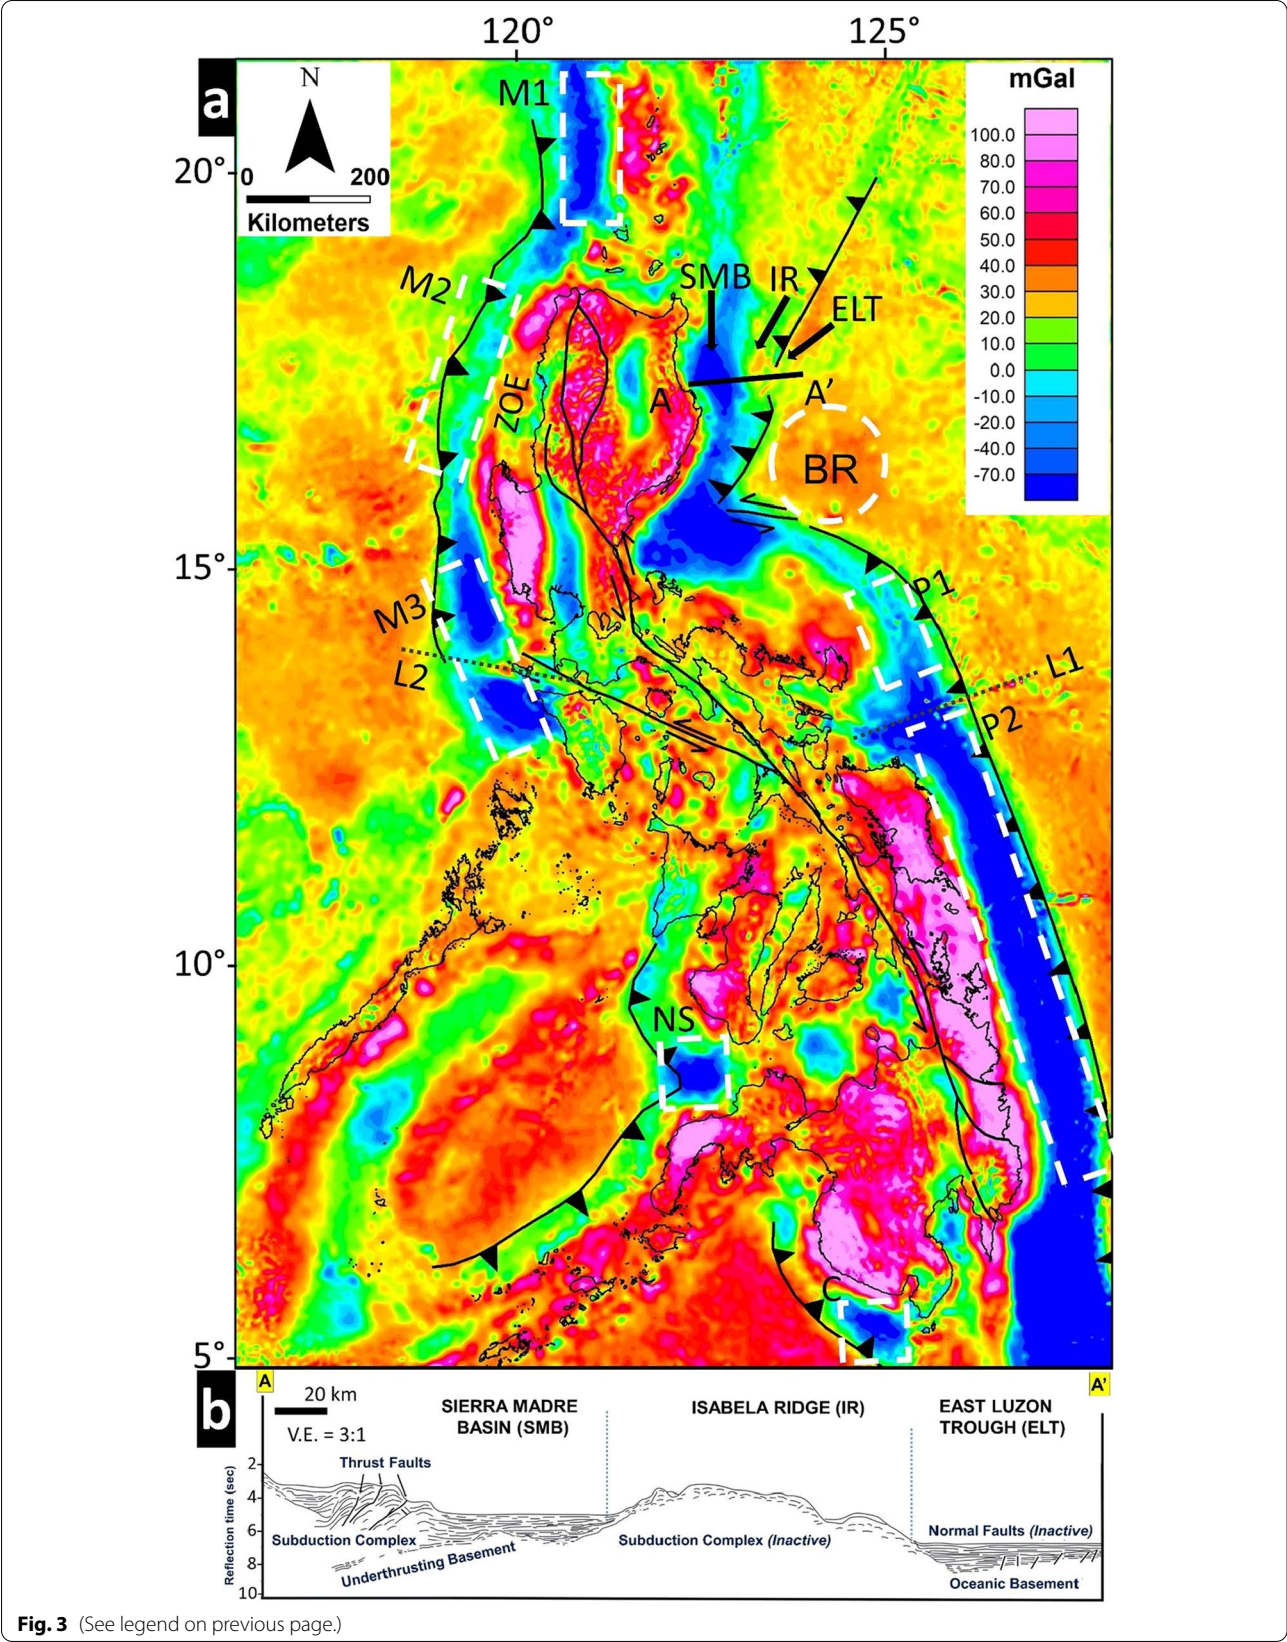 120°
125°
a
N
0
200
Kilometers
mGal
100.0
80.0
70.0
60.0
50.0
40.0
30.0
20.0
10.0
0.0
-10.0
-20.0
-40.0
-70.0
20°
15°
10°
5°
M1
M2
SMB
IR
ELT
ZOE
A
A’
BR
M3
P1
L2
L1
P2
NS
C
b
A
A'
20 km
V.E. = 3:1
SIERRA MADRE
BASIN (SMB)
ISABELA RIDGE (IR)
EAST LUZON
TROUGH (ELT)
Thrust Faults
Reflection time (sec)
2
4
6
8
10
Subduction Complex
Underthrusting Basement
Subduction Complex (Inactive)
Normal Faults (Inactive)
Oceanic Basement
Fig. 3 (See legend on previous page.)